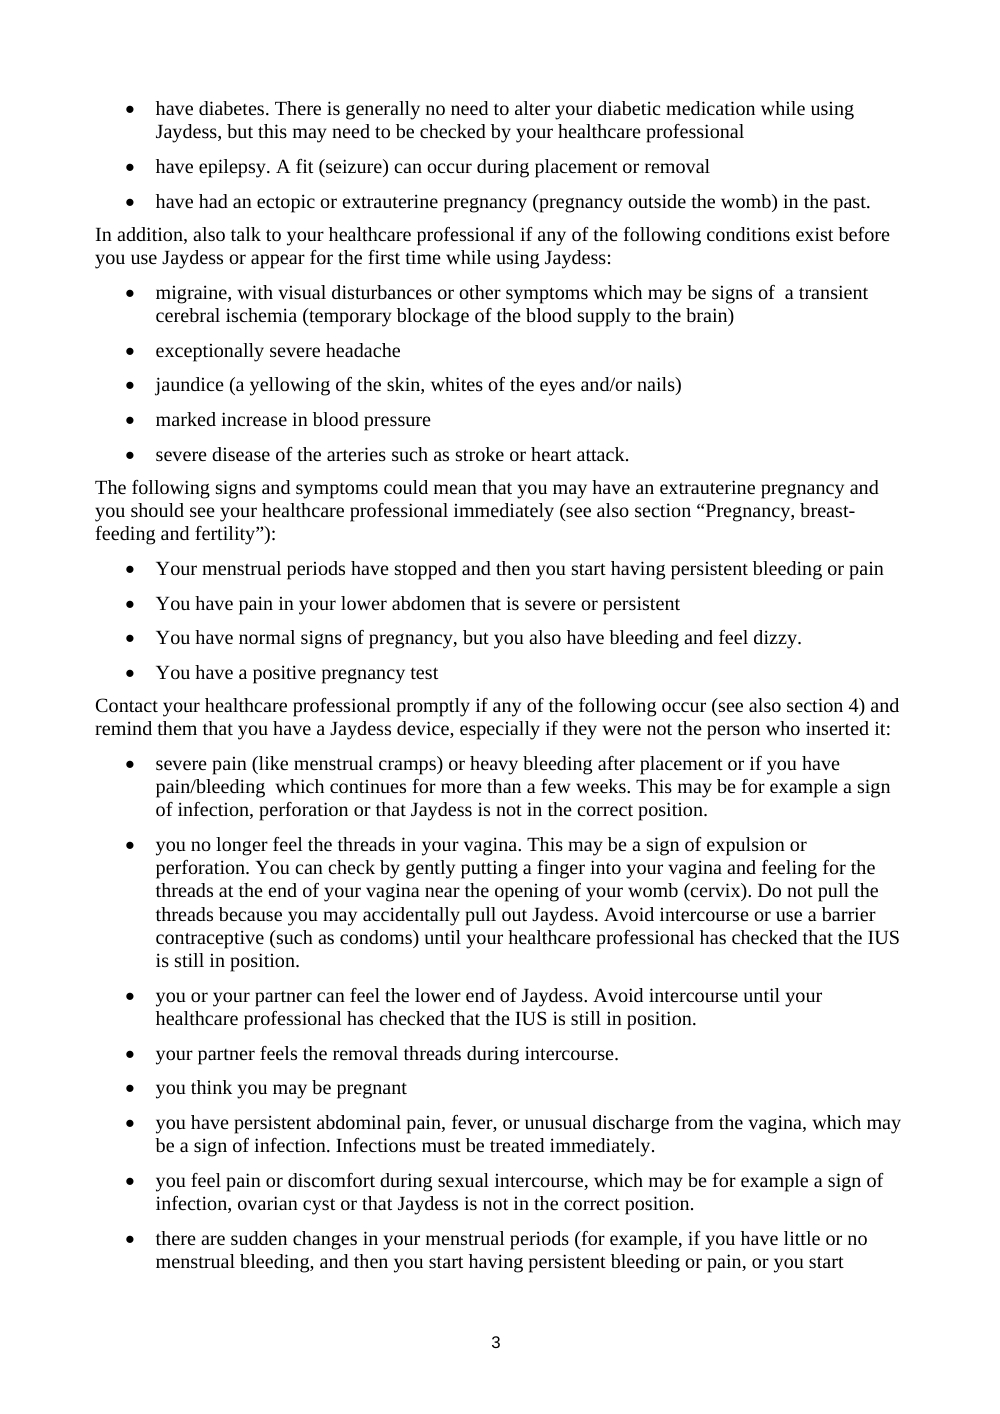 • have diabetes. There is generally no need to alter your diabetic medication while using
Jaydess, but this may need to be checked by your healthcare professional
• have epilepsy. A fit (seizure) can occur during placement or removal
• have had an ectopic or extrauterine pregnancy (pregnancy outside the womb) in the past.
In addition, also talk to your healthcare professional if any of the following conditions exist before
you use Jaydess or appear for the first time while using Jaydess:
• migraine, with visual disturbances or other symptoms which may be signs of  a transient
cerebral ischemia (temporary blockage of the blood supply to the brain)
• exceptionally severe headache
• jaundice (a yellowing of the skin, whites of the eyes and/or nails)
• marked increase in blood pressure
• severe disease of the arteries such as stroke or heart attack.
The following signs and symptoms could mean that you may have an extrauterine pregnancy and
you should see your healthcare professional immediately (see also section “Pregnancy, breast-
feeding and fertility”):
• Your menstrual periods have stopped and then you start having persistent bleeding or pain
• You have pain in your lower abdomen that is severe or persistent
• You have normal signs of pregnancy, but you also have bleeding and feel dizzy.
• You have a positive pregnancy test
Contact your healthcare professional promptly if any of the following occur (see also section 4) and
remind them that you have a Jaydess device, especially if they were not the person who inserted it:
• severe pain (like menstrual cramps) or heavy bleeding after placement or if you have
pain/bleeding  which continues for more than a few weeks. This may be for example a sign
of infection, perforation or that Jaydess is not in the correct position.
• you no longer feel the threads in your vagina. This may be a sign of expulsion or
perforation. You can check by gently putting a finger into your vagina and feeling for the
threads at the end of your vagina near the opening of your womb (cervix). Do not pull the
threads because you may accidentally pull out Jaydess. Avoid intercourse or use a barrier
contraceptive (such as condoms) until your healthcare professional has checked that the IUS
is still in position.
• you or your partner can feel the lower end of Jaydess. Avoid intercourse until your
healthcare professional has checked that the IUS is still in position.
• your partner feels the removal threads during intercourse.
• you think you may be pregnant
• you have persistent abdominal pain, fever, or unusual discharge from the vagina, which may
be a sign of infection. Infections must be treated immediately.
• you feel pain or discomfort during sexual intercourse, which may be for example a sign of
infection, ovarian cyst or that Jaydess is not in the correct position.
• there are sudden changes in your menstrual periods (for example, if you have little or no
menstrual bleeding, and then you start having persistent bleeding or pain, or you start
3